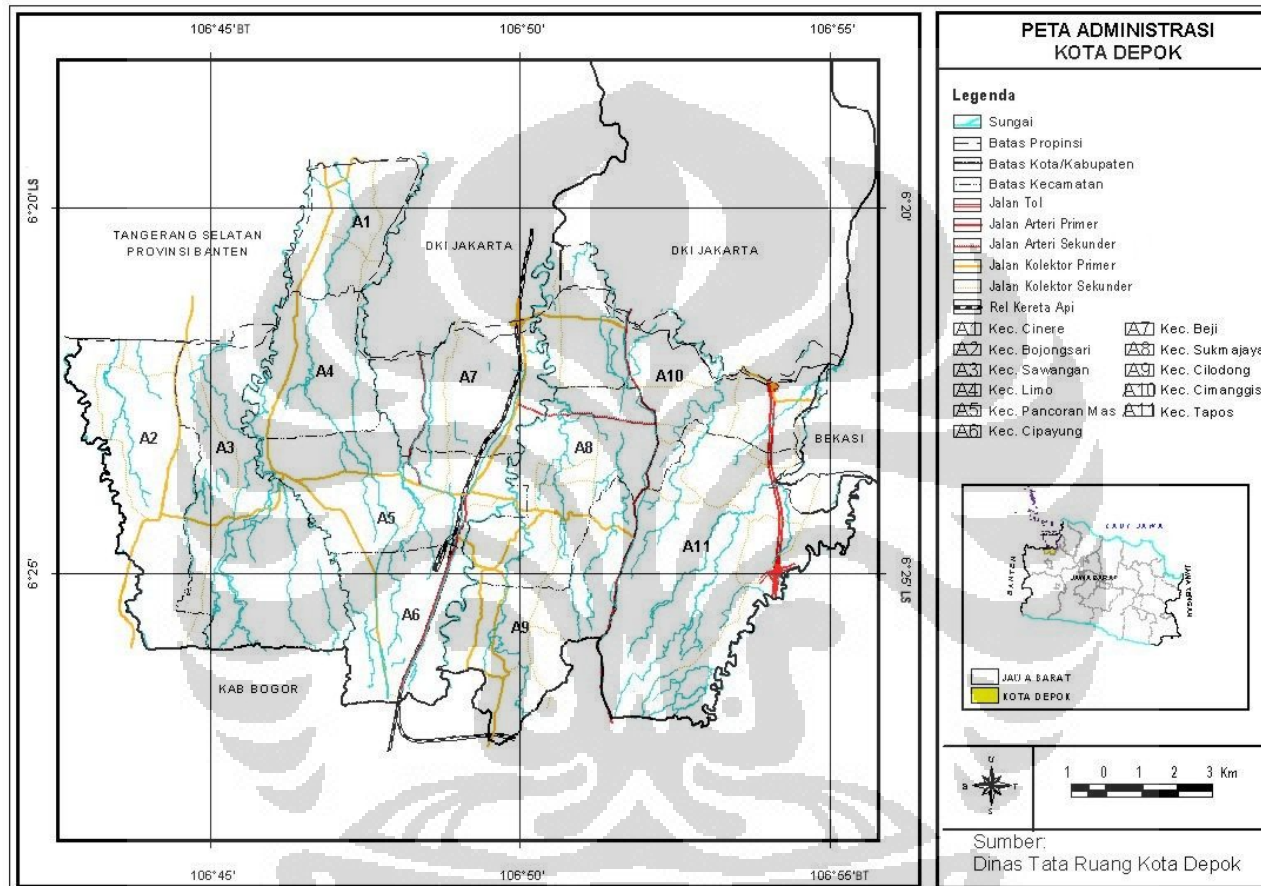 106°45'BT
106°50'
106°55'
6°20'LS
6°20'
TANGERANG SELATAN
PROVINSI BANTEN
DKI JAKARTA
DKI JAKARTA
A1
A2
A3
A4
A5
A6
A7
A8
A9
A10
A11
BEKASI
KAB BOGOR
6°25'
6°25'LS
106°45'
106°50'
106°55'BT
PETA ADMINISTRASI
KOTA DEPOK
Legenda
Sungai
Batas Propinsi
Batas Kota/Kabupaten
Batas Kecamatan
Jalan Tol
Jalan Arteri Primer
Jalan Arteri Sekunder
Jalan Kolektor Primer
Jalan Kolektor Sekunder
Rel Kereta Api
A1 Kec. Cinere
A2 Kec. Bojongsari
A3 Kec. Sawangan
A4 Kec. Limo
A5 Kec. Pancoran Mas
A6 Kec. Cipayung
A7 Kec. Beji
A8 Kec. Sukmajaya
A9 Kec. Cilodong
A10 Kec. Cimanggis
A11 Kec. Tapos
BANTEN
JAWA BARAT
JAWA TENGAH
JAWA BARAT
KOTA DEPOK
U
B
T
S
1 0 1 2 3 Km
Sumber:
Dinas Tata Ruang Kota Depok